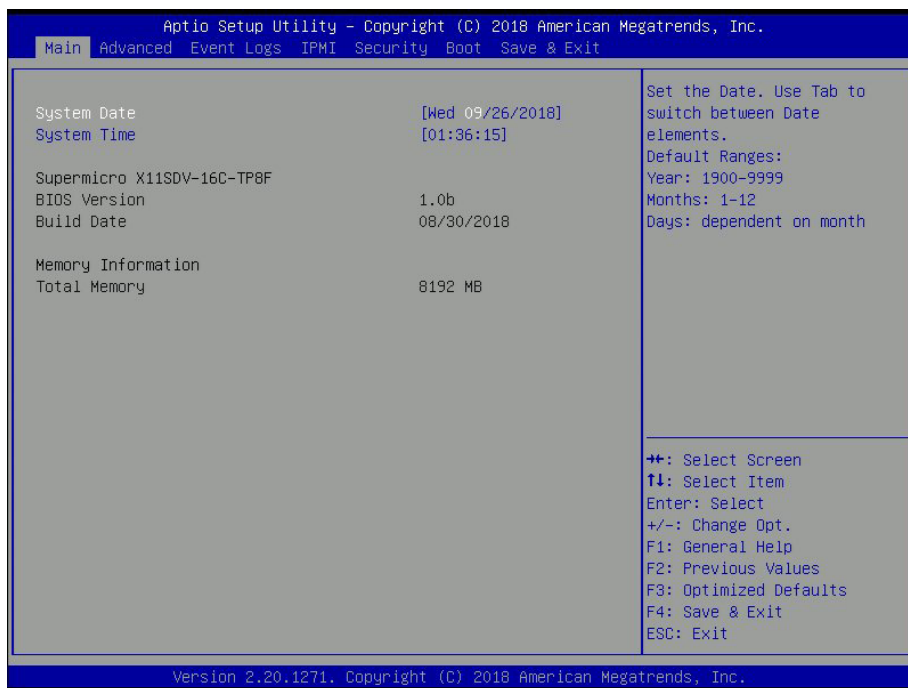 Aptio Setup Utility – Copyright (C) 2018 American Megatrends, Inc.
Main Advanced Event Logs IPMI Security Boot Save & Exit
System Date [Wed 09/26/2018]
System Time [01:36:15]
Supermicro X11SDV-16C-TP8F
BIOS Version 1.0b
Build Date 08/30/2018
Memory Information
Total Memory 8192 MB
Set the Date. Use Tab to
switch between Date
elements.
Default Ranges:
Year: 1900-9999
Months: 1-12
Days: dependent on month
→←: Select Screen
↑↓: Select Item
Enter: Select
+/-: Change Opt.
F1: General Help
F2: Previous Values
F3: Optimized Defaults
F4: Save & Exit
ESC: Exit
Version 2.20.1271. Copyright (C) 2018 American Megatrends, Inc.